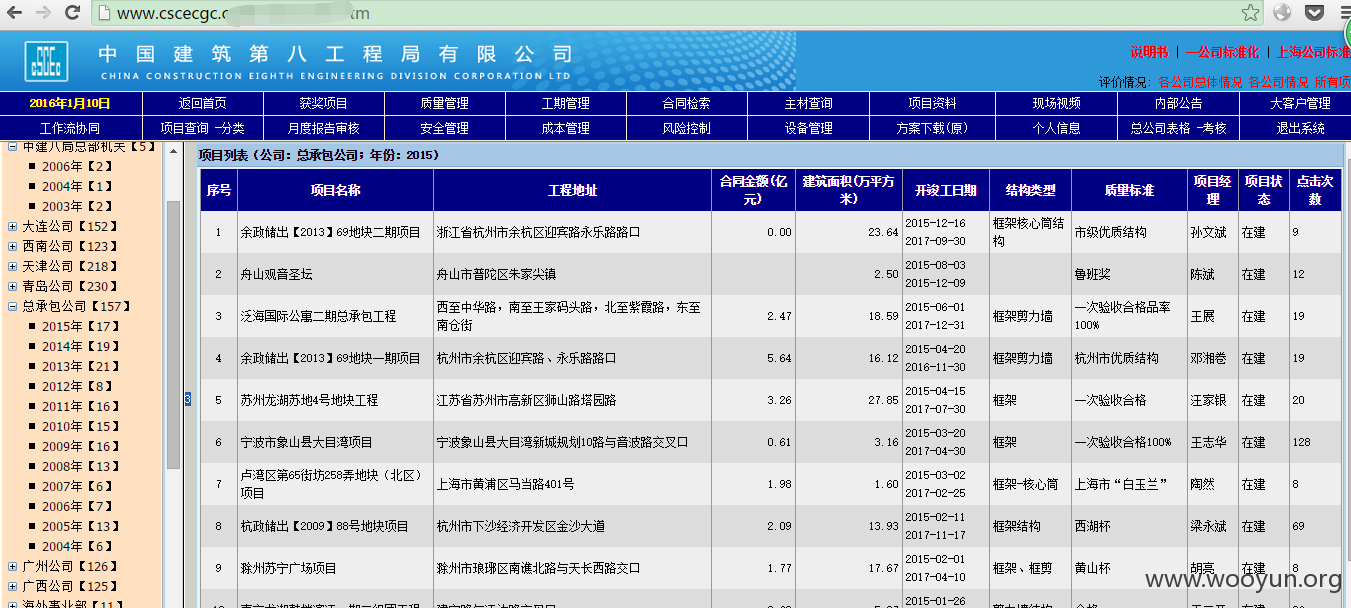 www.cscecgc.c tm
中国建筑第八工程局有限公司
CHINA CONSTRUCTION EIGHTH ENGINEERING DIVISION CORPORATION LTD
说明书 | 一公司标准化 | 上海公司标准
评价情况: 各公司总体情况 各公司情况 所有项
2016年1月10日 返回首页 获奖项目 质量管理 工期管理 合同检索 主材查询 项目资料 现场视频 内部公告 大客户管理
工作流协同 项目查询 -分类 月度报告审核 安全管理 成本管理 风险控制 设备管理 方案下载(原) 个人信息 总公司表格 -考核 退出系统
中建八局总部机关【5】
2006年【2】
2004年【1】
2003年【2】
大连公司【152】
西南公司【123】
天津公司【218】
青岛公司【230】
总承包公司【157】
2015年【17】
2014年【19】
2013年【21】
2012年【8】
2011年【16】
2010年【15】
2009年【16】
2008年【13】
2007年【6】
2006年【7】
2005年【13】
2004年【6】
广州公司【126】
广西公司【125】
海外事业部【11】
3
项目列表（公司：总承包公司；年份：2015）
序号 项目名称 工程地址 合同金额(亿元) 建筑面积(万平方米) 开竣工日期 结构类型 质量标准 项目经理 项目状态 点击次数
1 余政储出【2013】69地块二期项目 浙江省杭州市余杭区迎宾路永乐路路口 0.00 23.64 2015-12-16 2017-09-30 框架核心筒结构 市级优质结构 孙文斌 在建 9
2 舟山观音圣坛 舟山市普陀区朱家尖镇 2.50 2015-08-03 2015-12-09 鲁班奖 陈斌 在建 12
3 泛海国际公寓二期总承包工程 西至中华路，南至王家码头路，北至紫霞路，东至南仓街 2.47 18.59 2015-06-01 2017-12-31 框架剪力墙 一次验收合格品率100% 王展 在建 19
4 余政储出【2013】69地块一期项目 杭州市余杭区迎宾路、永乐路路口 5.64 16.12 2015-04-20 2016-11-30 框架剪力墙 杭州市优质结构 邓湘卷 在建 19
5 苏州龙湖苏地4号地块工程 江苏省苏州市高新区狮山路塔园路 3.26 27.85 2015-04-15 2017-07-30 框架 一次验收合格 汪家银 在建 20
6 宁波市象山县大目湾项目 宁波象山县大目湾新城规划10路与音波路交叉口 0.61 3.16 2015-03-20 2017-04-30 框架 一次验收合格100% 王志华 在建 128
7 卢湾区第65街坊258弄地块（北区）项目 上海市黄浦区马当路401号 1.98 1.60 2015-03-02 2017-02-25 框架-核心筒 上海市“白玉兰” 陶然 在建 8
8 杭政储出【2009】88号地块项目 杭州市下沙经济开发区金沙大道 2.09 13.93 2015-02-11 2017-11-17 框架结构 西湖杯 梁永斌 在建 69
9 滁州苏宁广场项目 滁州市琅琊区南谯北路与天长西路交口 1.77 17.67 2015-02-01 2017-04-10 框架、框剪 黄山杯 胡亮 在建 8
2015-01-26
www.wooyun.org